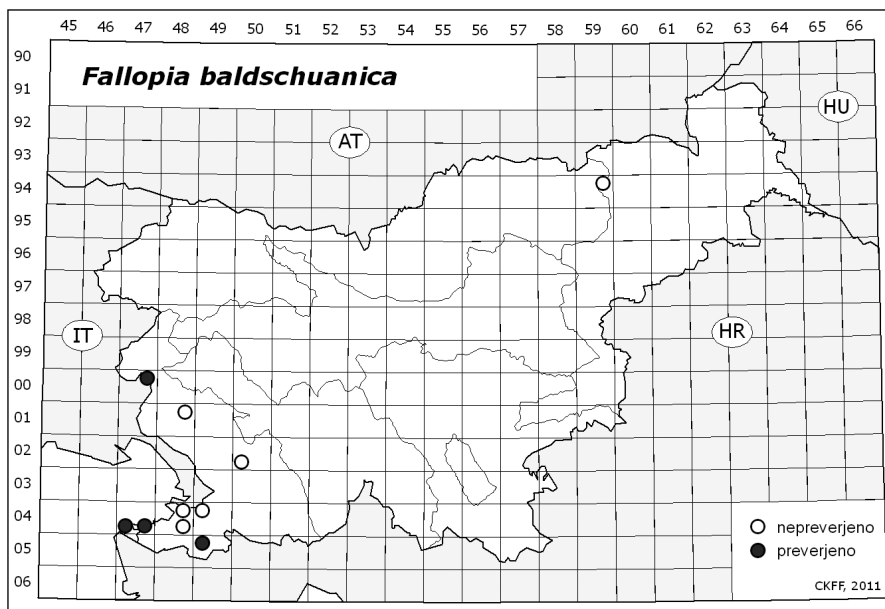 45 46 47 48 49 50 51 52 53 54 55 56 57 58 59 60 61 62 63 64 65 66
90
Fallopia baldschuanica
91
HU
92
AT
93
94
95
96
97
98
IT
HR
99
00
01
02
03
04
nepreverjeno
05
preverjeno
06
CKFF, 2011